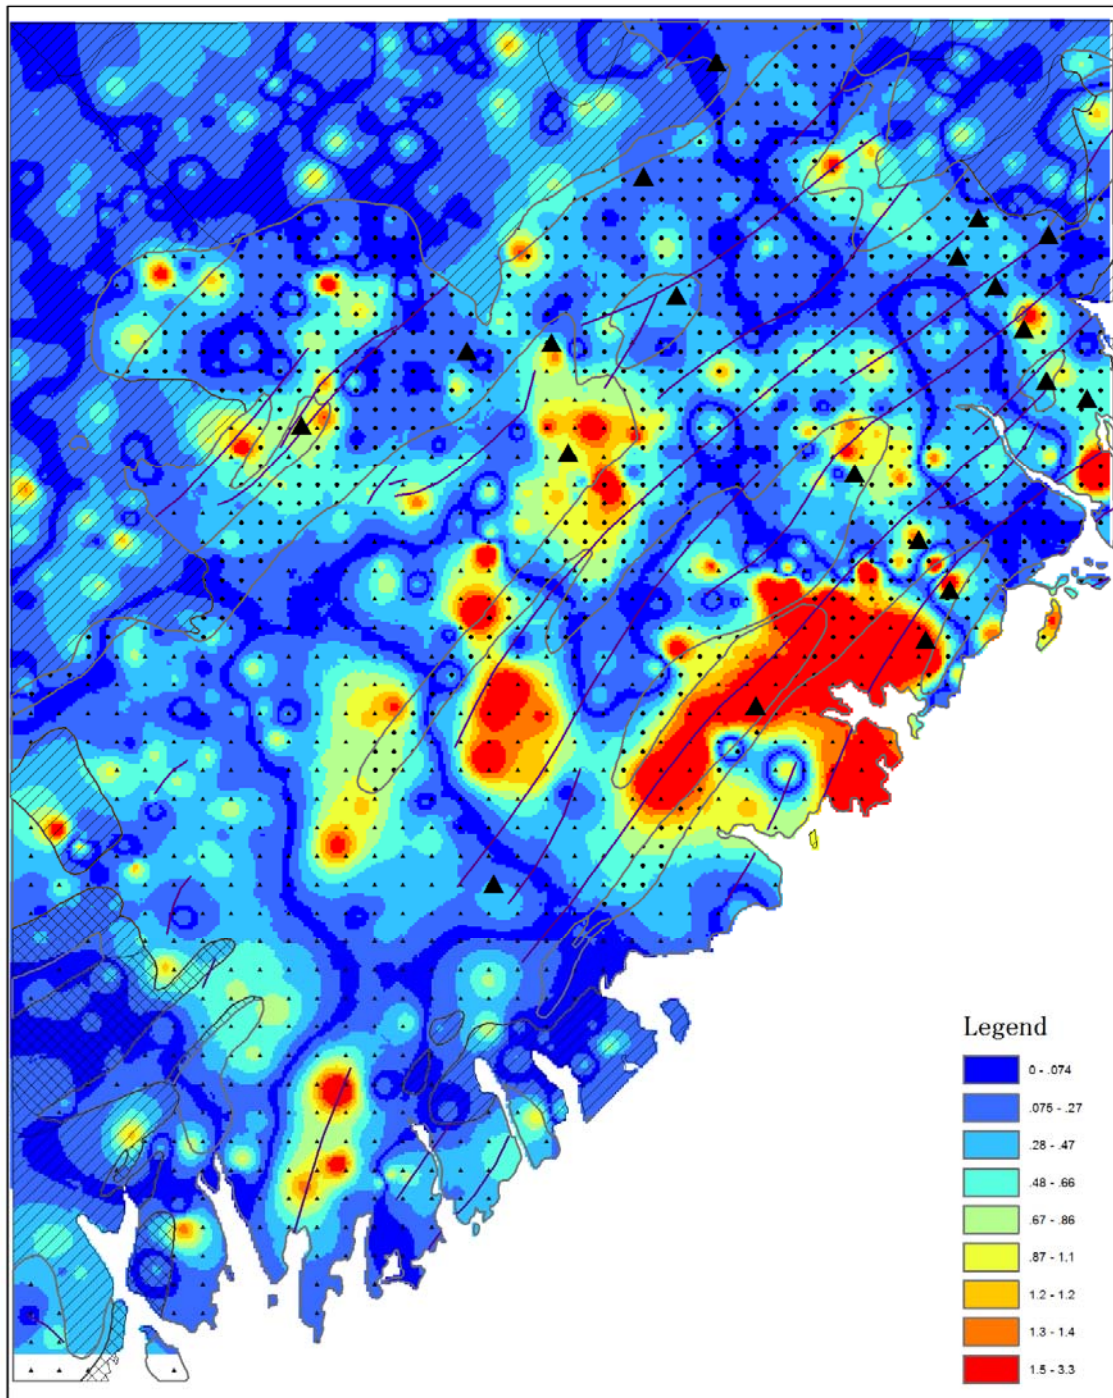 Legend
0 - .074
.075 - .27
.28 - .47
.48 - .66
.67 - .86
.87 - 1.1
1.2 - 1.2
1.3 - 1.4
1.5 - 3.3